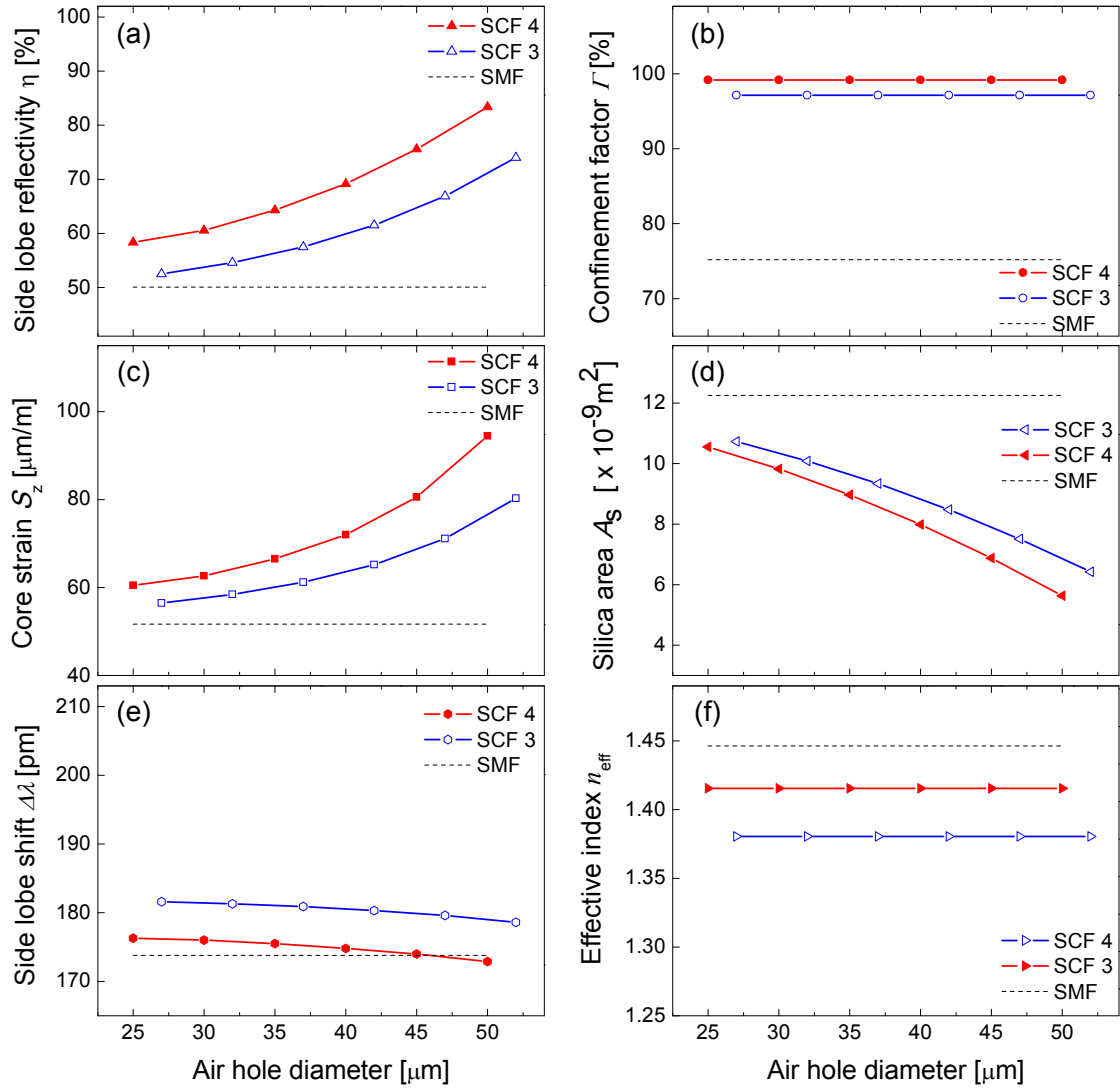 (a)
SCF 4
SCF 3
SMF
100
90
80
70
60
50
Side lobe reflectivity η [%]
(b)
100
90
80
70
Confinement factor Γ [%]
SCF 4
SCF 3
SMF
(c)
SCF 4
SCF 3
SMF
100
80
60
40
Core strain S_z [μm/m]
(d)
12
10
8
6
4
Silica area A_S [ x 10^-9 m^2]
SCF 3
SCF 4
SMF
(e)
SCF 4
SCF 3
SMF
210
200
190
180
170
Side lobe shift Δλ [pm]
25 30 35 40 45 50
Air hole diameter [μm]
(f)
1.45
1.40
1.35
1.30
1.25
Effective index n_eff
SCF 4
SCF 3
SMF
25 30 35 40 45 50
Air hole diameter [μm]